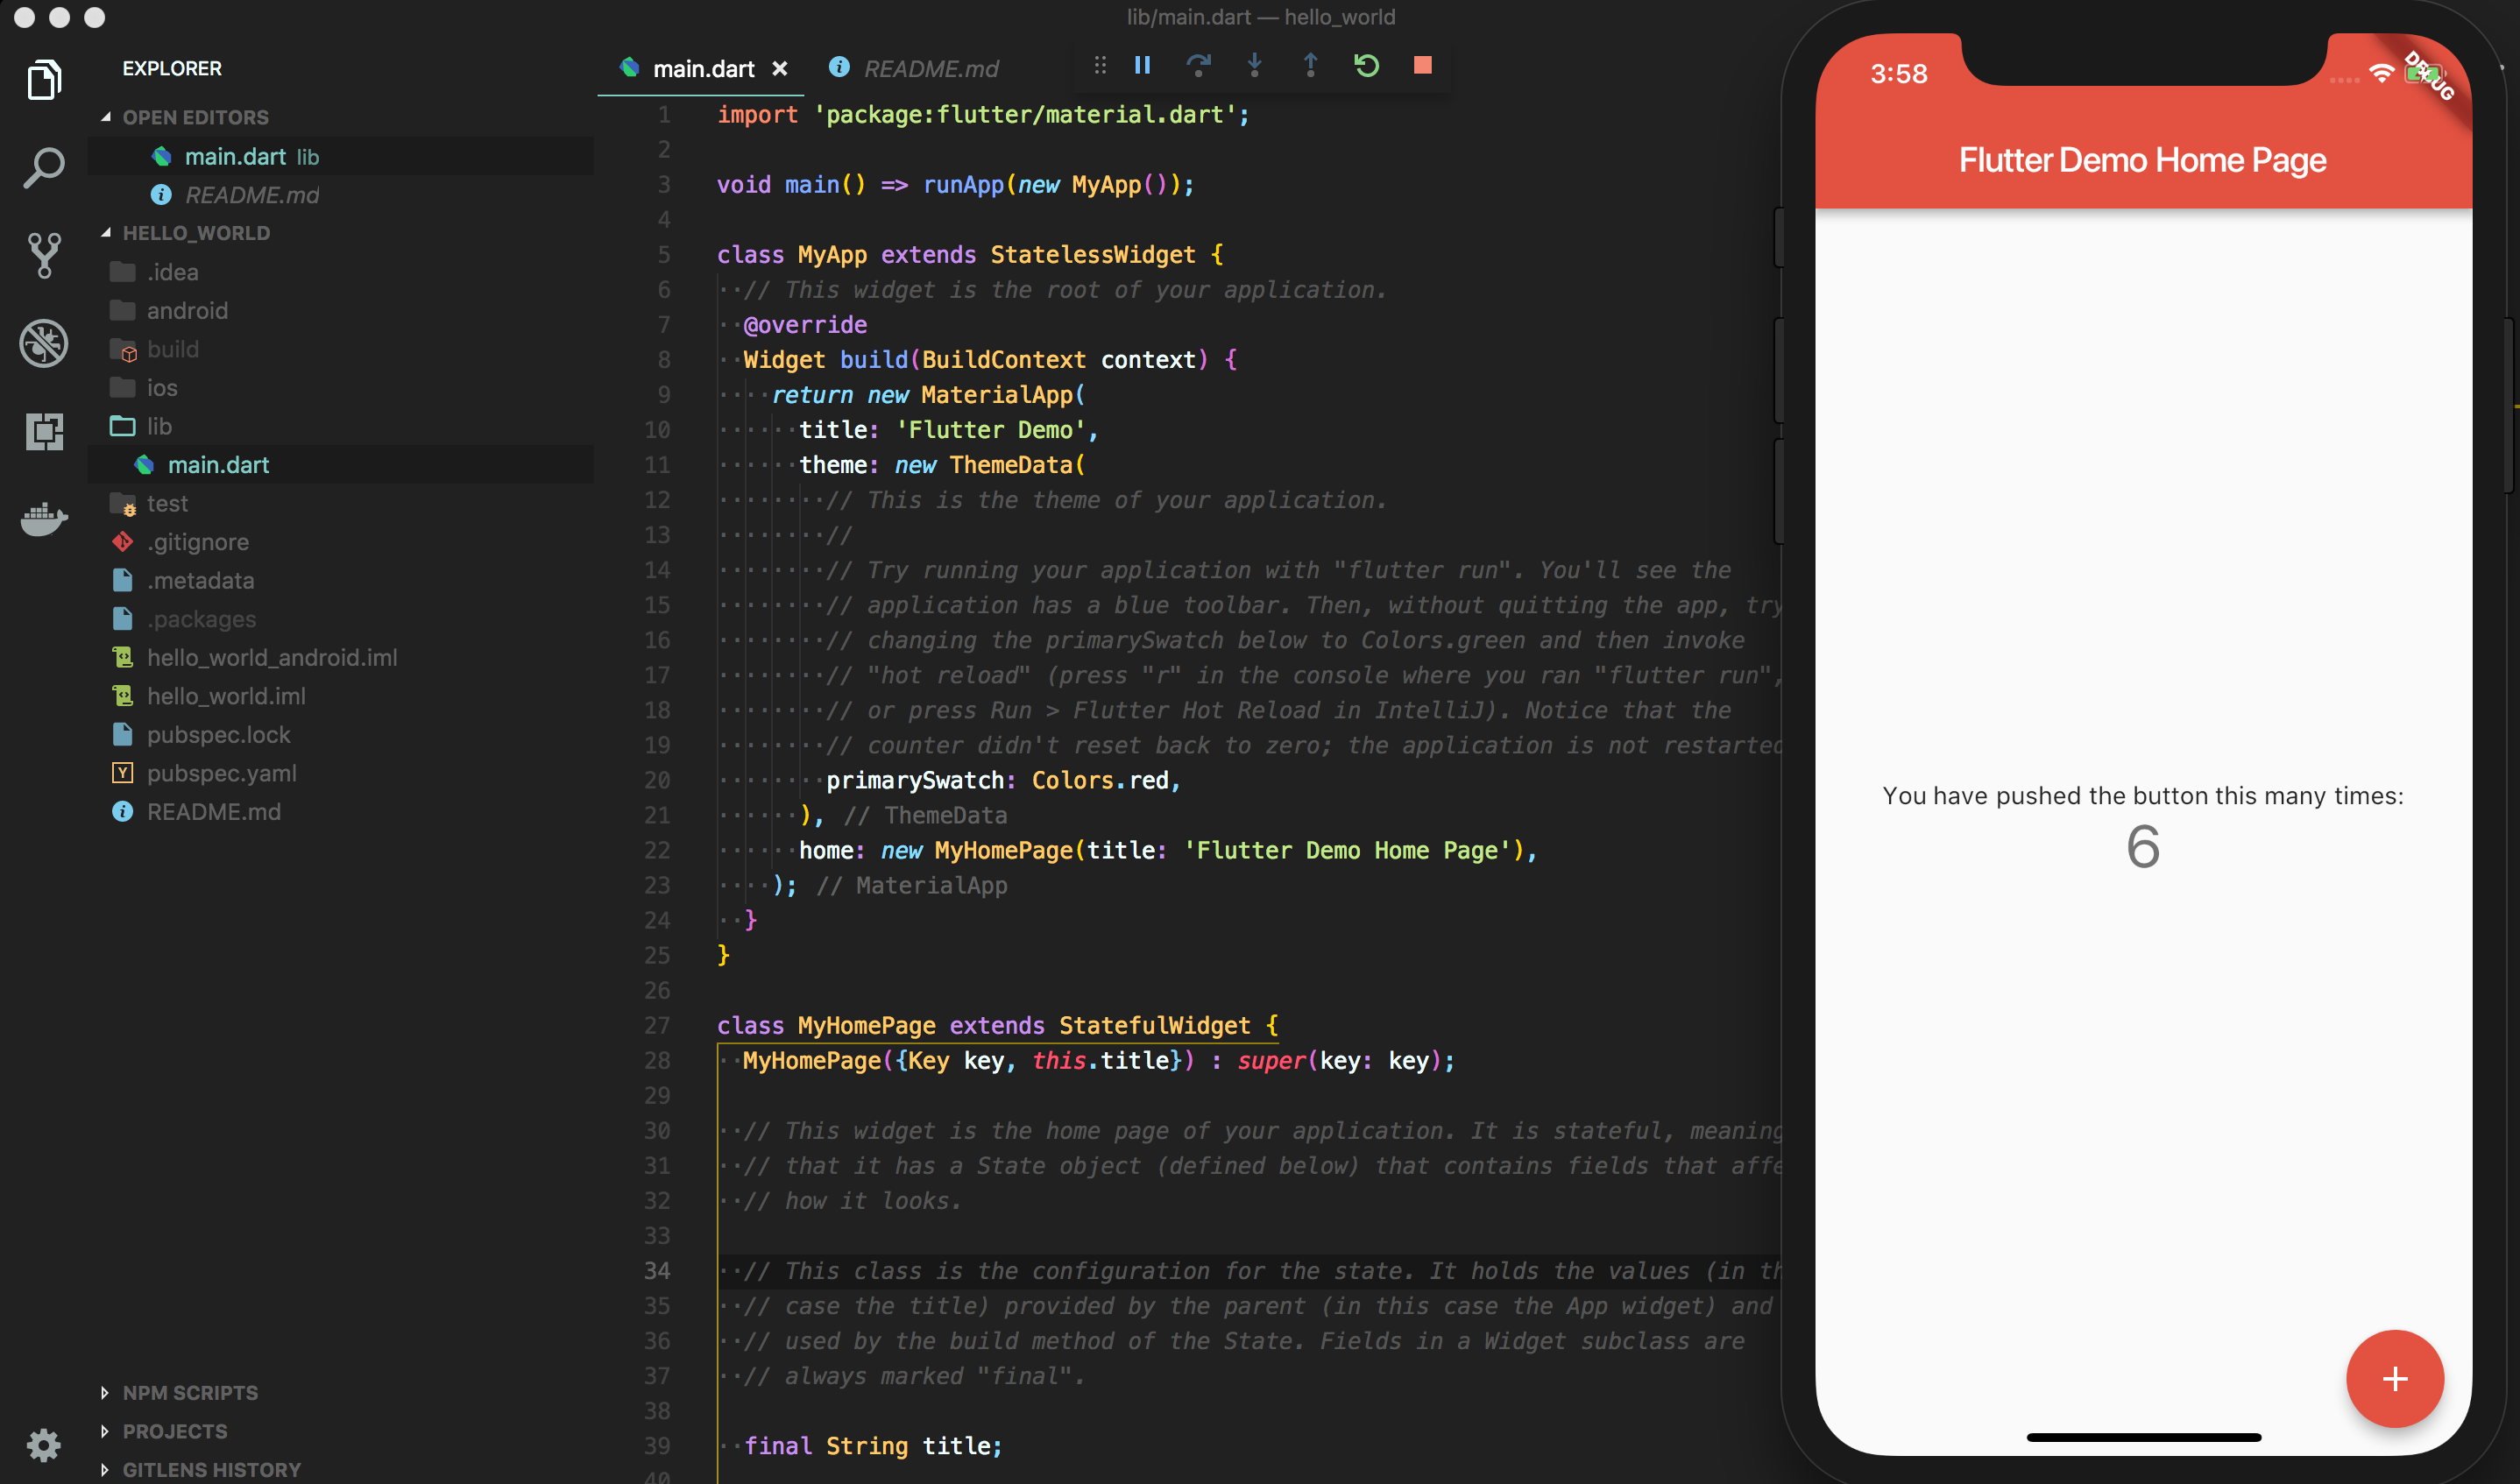 lib/main.dart — hello_world
EXPLORER
OPEN EDITORS
main.dart lib
README.md
HELLO_WORLD
.idea
android
build
ios
lib
main.dart
test
.gitignore
.metadata
.packages
hello_world_android.iml
hello_world.iml
pubspec.lock
pubspec.yaml
README.md
NPM SCRIPTS
PROJECTS
GITLENS HISTORY
main.dart
README.md
1 import 'package:flutter/material.dart';
2
3 void main() => runApp(new MyApp());
4
5 class MyApp extends StatelessWidget {
6 // This widget is the root of your application.
7 @override
8 Widget build(BuildContext context) {
9 return new MaterialApp(
10 title: 'Flutter Demo',
11 theme: new ThemeData(
12 // This is the theme of your application.
13 //
14 // Try running your application with "flutter run". You'll see the
15 // application has a blue toolbar. Then, without quitting the app, try
16 // changing the primarySwatch below to Colors.green and then invoke
17 // "hot reload" (press "r" in the console where you ran "flutter run",
18 // or press Run > Flutter Hot Reload in IntelliJ). Notice that the
19 // counter didn't reset back to zero; the application is not restarted
20 primarySwatch: Colors.red,
21 ), // ThemeData
22 home: new MyHomePage(title: 'Flutter Demo Home Page'),
23 ); // MaterialApp
24 }
25 }
26
27 class MyHomePage extends StatefulWidget {
28 MyHomePage({Key key, this.title}) : super(key: key);
29
30 // This widget is the home page of your application. It is stateful, meaning
31 // that it has a State object (defined below) that contains fields that affe
32 // how it looks.
33
34 // This class is the configuration for the state. It holds the values (in th
35 // case the title) provided by the parent (in this case the App widget) and
36 // used by the build method of the State. Fields in a Widget subclass are
37 // always marked "final".
38
39 final String title;
40
3:58
DEBUG
Flutter Demo Home Page
You have pushed the button this many times:
6
+